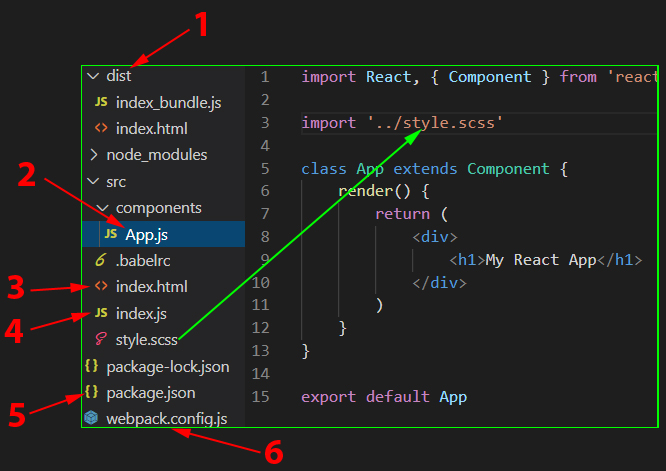 1
dist
JS index_bundle.js
<> index.html
node_modules
src
2
components
JS App.js
.babelrc
3
<> index.html
4
JS index.js
style.scss
{} package-lock.json
5
{} package.json
webpack.config.js
6
1 import React, { Component } from 'react
2
3 import '../style.scss'
4
5 class App extends Component {
6 render() {
7 return (
8 <div>
9 <h1>My React App</h1>
10 </div>
11 )
12 }
13 }
14
15 export default App